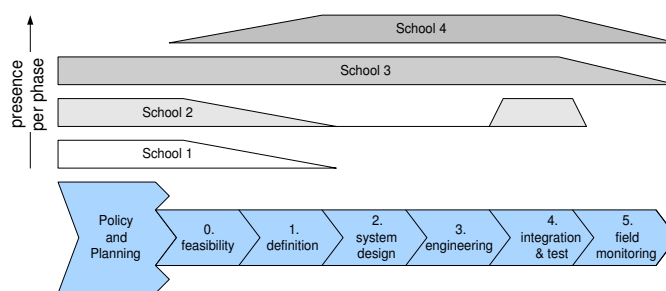 School 4
School 3
School 2
School 1
presence
per phase
Policy
and
Planning
0.
feasibility
1.
definition
2.
system
design
3.
engineering
4.
integration
& test
5.
field
monitoring